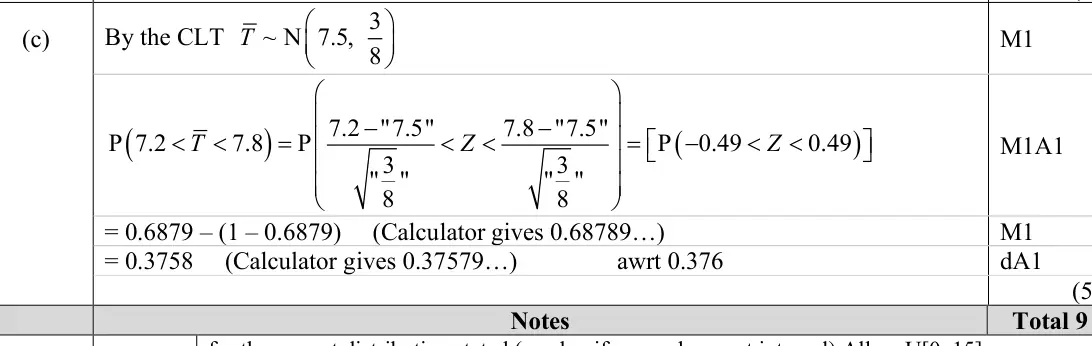 (c) By the CLT T̅ ~ N(7.5, 3/8) M1
P(7.2 < T̅ < 7.8) = P((7.2 − "7.5")/√("3/8") < Z < (7.8 − "7.5")/√("3/8")) = [P(−0.49 < Z < 0.49)] M1A1
= 0.6879 – (1 – 0.6879) (Calculator gives 0.68789…) M1
= 0.3758 (Calculator gives 0.37579…) awrt 0.376 dA1
(5
Notes Total 9